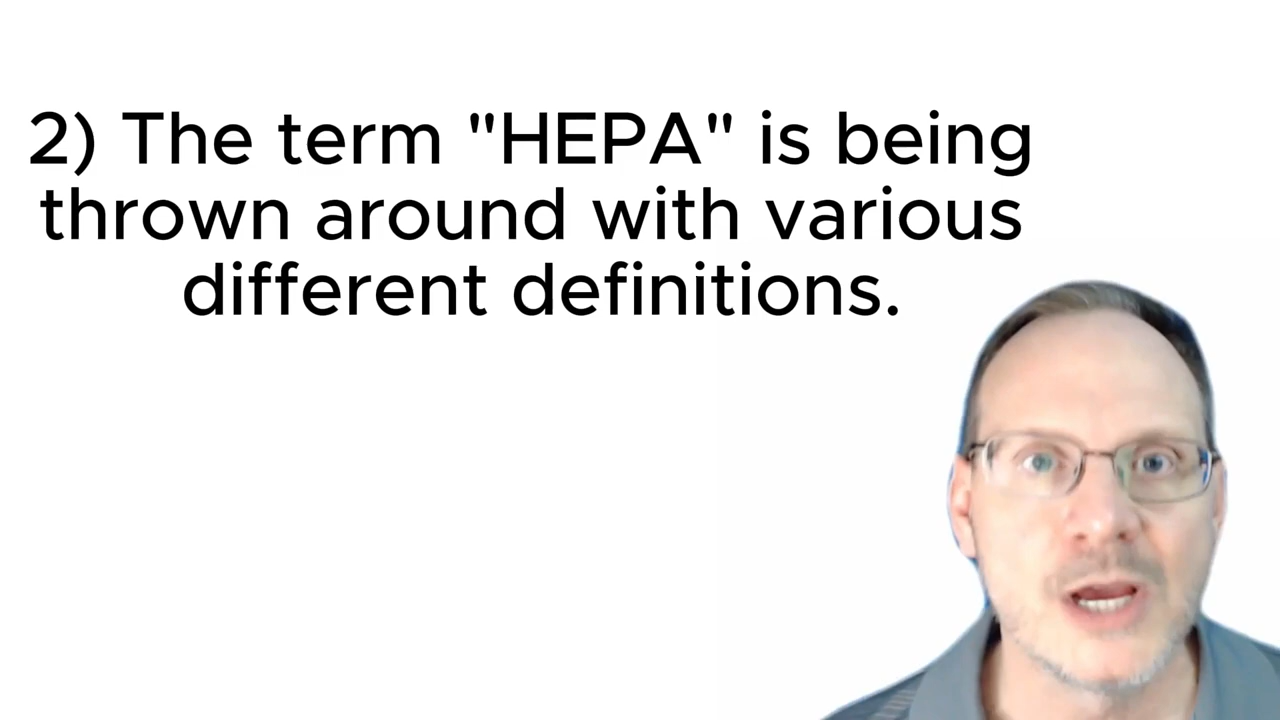 2) The term "HEPA" is being
thrown around with various
different definitions.